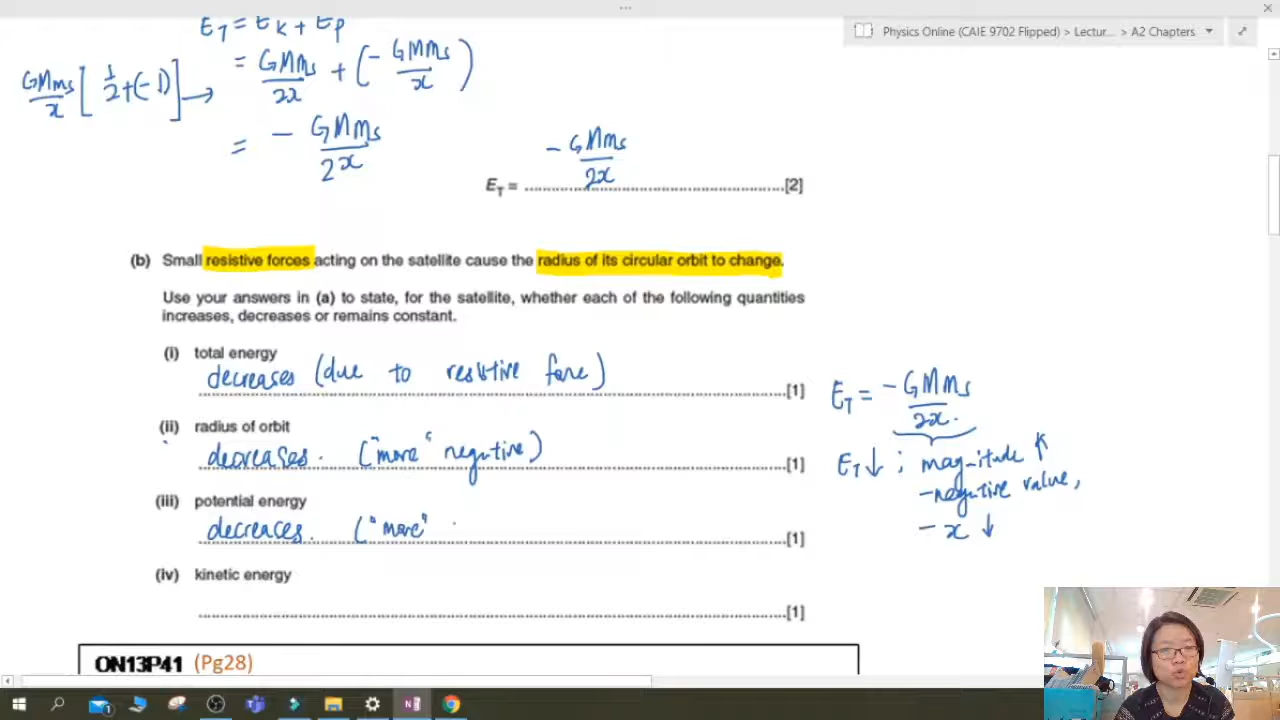 E_T = E_K + E_P
Physics Online (CAIE 9702 Flipped) > Lectur... > A2 Chapters
GMm_s/x [1/2 + (-1)] → = GMm_s/2x + (- GMm_s/x)
= - GMm_s/2x
- GMm_s/2x
E_T = ........ [2]
(b) Small resistive forces acting on the satellite cause the radius of its circular orbit to change.
Use your answers in (a) to state, for the satellite, whether each of the following quantities
increases, decreases or remains constant.
(i) total energy
decreases (due to resistive force)
[1]
(ii) radius of orbit
decreases. ("more" negative)
[1]
(iii) potential energy
decreases. ("more"
[1]
(iv) kinetic energy
[1]
E_T = - GMm_s/2x.
E_T ↓ ; magnitude ↑
- negative value,
- x ↓
ON13P41 (Pg28)